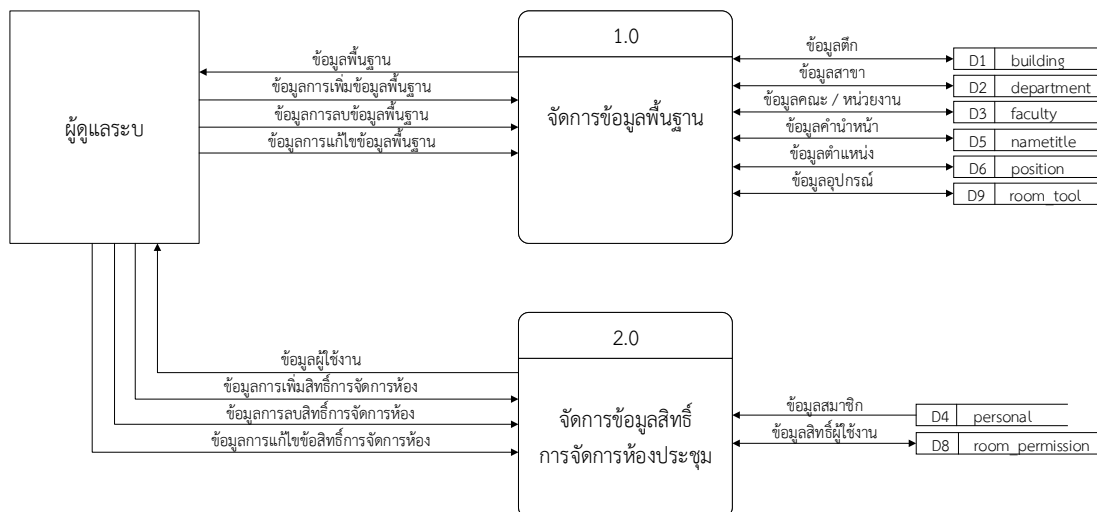 ผู้ดูแลระบบ
1.0
จัดการข้อมูลพื้นฐาน
ข้อมูลพื้นฐาน
ข้อมูลการเพิ่มข้อมูลพื้นฐาน
ข้อมูลการลบข้อมูลพื้นฐาน
ข้อมูลการแก้ไขข้อมูลพื้นฐาน
ข้อมูลตึก
D1 building
ข้อมูลสาขา
D2 department
ข้อมูลคณะ / หน่วยงาน
D3 faculty
ข้อมูลคำนำหน้า
D5 nametitle
ข้อมูลตำแหน่ง
D6 position
ข้อมูลอุปกรณ์
D9 room_tool
2.0
จัดการข้อมูลสิทธิ์
การจัดการห้องประชุม
ข้อมูลผู้ใช้งาน
ข้อมูลการเพิ่มสิทธิ์การจัดการห้อง
ข้อมูลการลบสิทธิ์การจัดการห้อง
ข้อมูลการแก้ไขข้อสิทธิ์การจัดการห้อง
ข้อมูลสมาชิก
D4 personal
ข้อมูลสิทธิ์ผู้ใช้งาน
D8 room_permission